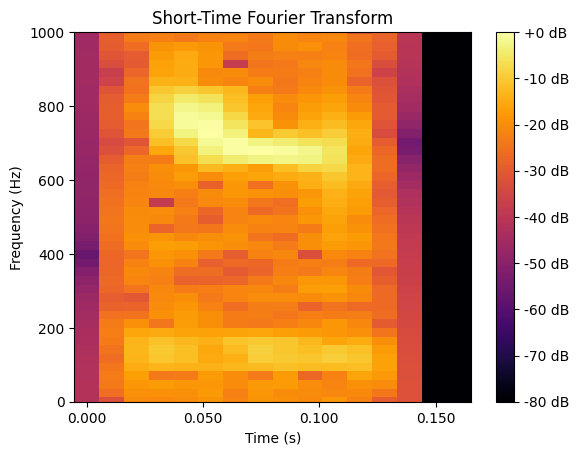 Short-Time Fourier Transform
1000
800
600
400
200
0
Frequency (Hz)
0.000
0.050
0.100
0.150
Time (s)
+0 dB
-10 dB
-20 dB
-30 dB
-40 dB
-50 dB
-60 dB
-70 dB
-80 dB